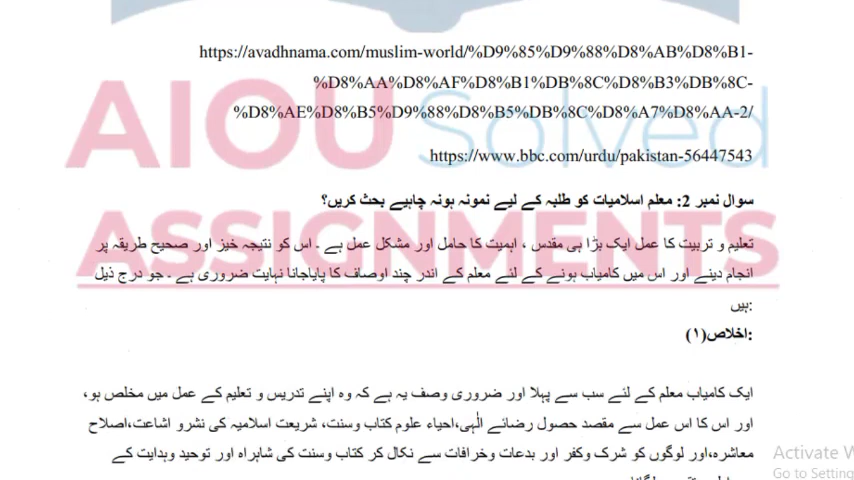 https://avadhnama.com/muslim-world/%D9%85%D9%88%D8%AB%D8%B1-
%D8%AA%D8%AF%D8%B1%DB%8C%D8%B3%DB%8C-
%D8%AE%D8%B5%D9%88%D8%B5%DB%8C%D8%A7%D8%AA-2/
https://www.bbc.com/urdu/pakistan-56447543
AIOU Solved
ASSIGNMENTS
سوال نمبر 2: معلم اسلامیات کو طلبہ کے لیے نمونہ ہونہ چاہیے بحث کریں؟
تعلیم و تربیت کا عمل ایک بڑا ہی مقدس ، اہمیت کا حامل اور مشکل عمل ہے ۔ اس کو نتیجہ خیز اور صحیح طریقہ پر
انجام دینے اور اس میں کامیاب ہونے کے لئے معلم کے اندر چند اوصاف کا پایاجانا نہایت ضروری ہے ۔ جو درج ذیل
ہیں:
(۱)اخلاص:
ایک کامیاب معلم کے لئے سب سے پہلا اور ضروری وصف یہ ہے کہ وہ اپنے تدریس و تعلیم کے عمل میں مخلص ہو،
اور اس کا اس عمل سے مقصد حصول رضائے الٰہی،احیاء علوم کتاب وسنت، شریعت اسلامیہ کی نشرو اشاعت،اصلاح
معاشرہ،اور لوگوں کو شرک وکفر اور بدعات وخرافات سے نکال کر کتاب وسنت کی شاہراہ اور توحید وہدایت کے
Activate W
Go to Setting